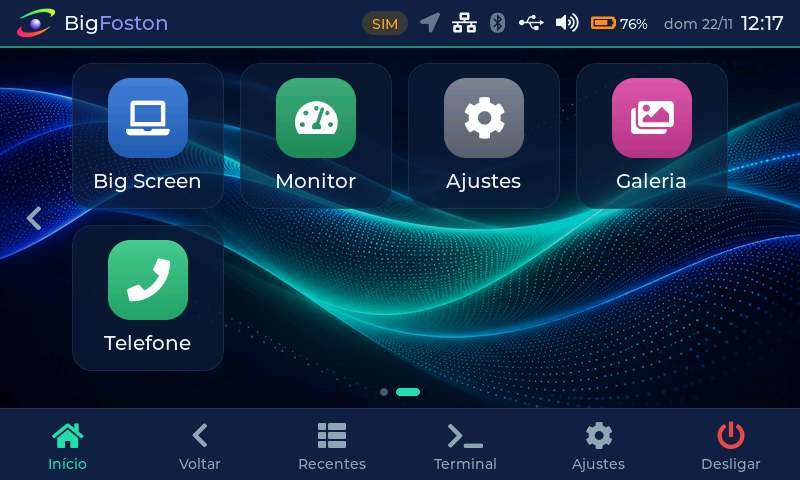 BigFoston
SIM
76%
dom 22/11 12:17
Big Screen
Monitor
Ajustes
Galeria
Telefone
Início
Voltar
Recentes
Terminal
Ajustes
Desligar